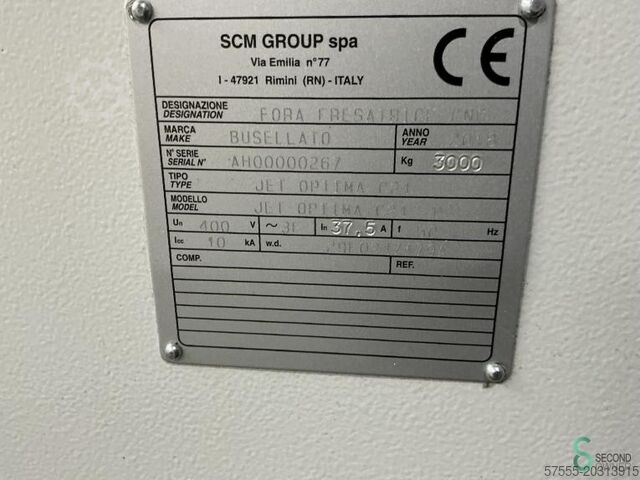 SCM GROUP spa
Via Emilia n°77
I - 47921 Rimini (RN) - ITALY
CE
DESIGNAZIONE
DESIGNATION FORA FRESATRICE CNC
MARCA
MAKE BUSELLATO ANNO
YEAR
N° SERIE
SERIAL N° AH00000267 Kg 3000
TIPO
TYPE JET OPTIMA C21
MODELLO
MODEL JET OPTIMA C21
Un 400 V ~ 3F In 37,5 A f Hz
Icc 10 kA w.d.
COMP. REF.
SECOND
57555-20313915